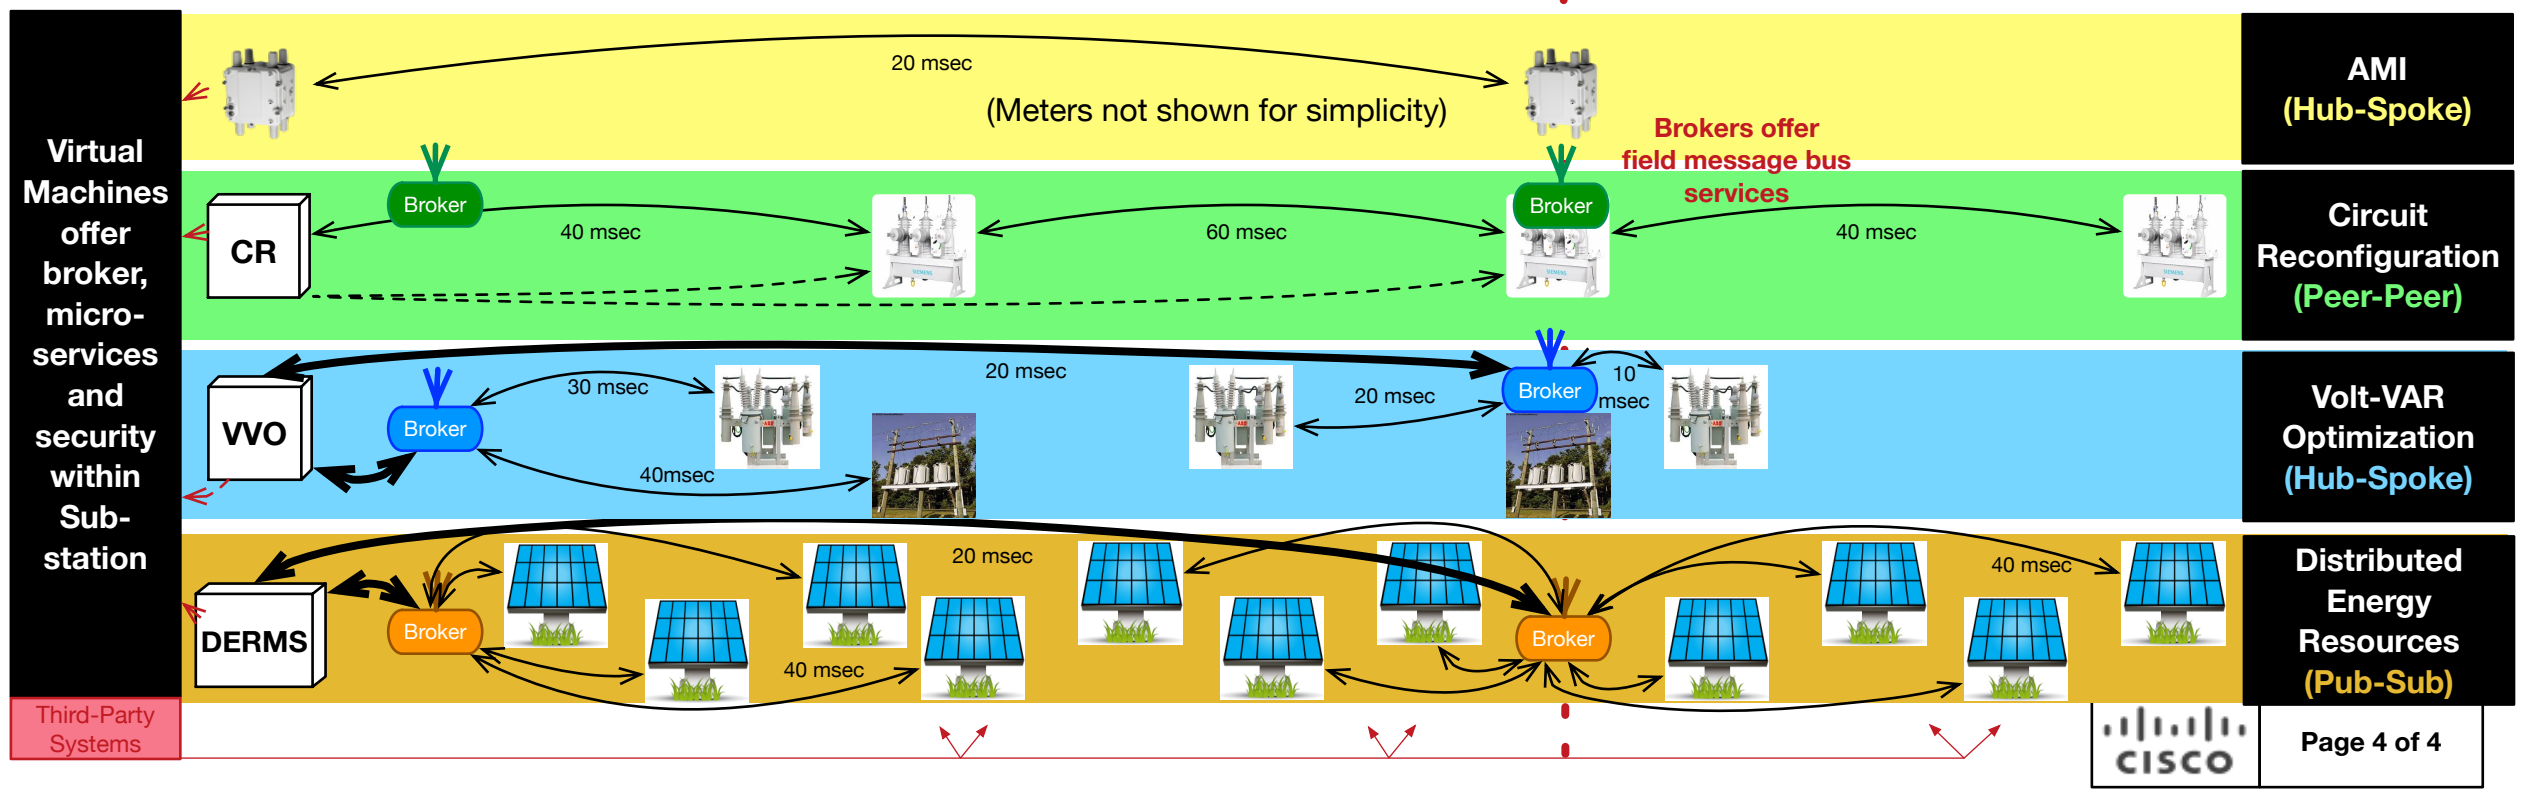 Virtual
Machines
offer
broker,
micro-
services
and
security
within
Sub-
station
20 msec
(Meters not shown for simplicity)
AMI
(Hub-Spoke)
Brokers offer
field message bus
services
CR
Broker
40 msec
60 msec
Broker
40 msec
Circuit
Reconfiguration
(Peer-Peer)
VVO
Broker
30 msec
40msec
20 msec
20 msec
Broker
10
msec
Volt-VAR
Optimization
(Hub-Spoke)
DERMS
Broker
20 msec
40 msec
Broker
40 msec
Distributed
Energy
Resources
(Pub-Sub)
Third-Party
Systems
CISCO
Page 4 of 4